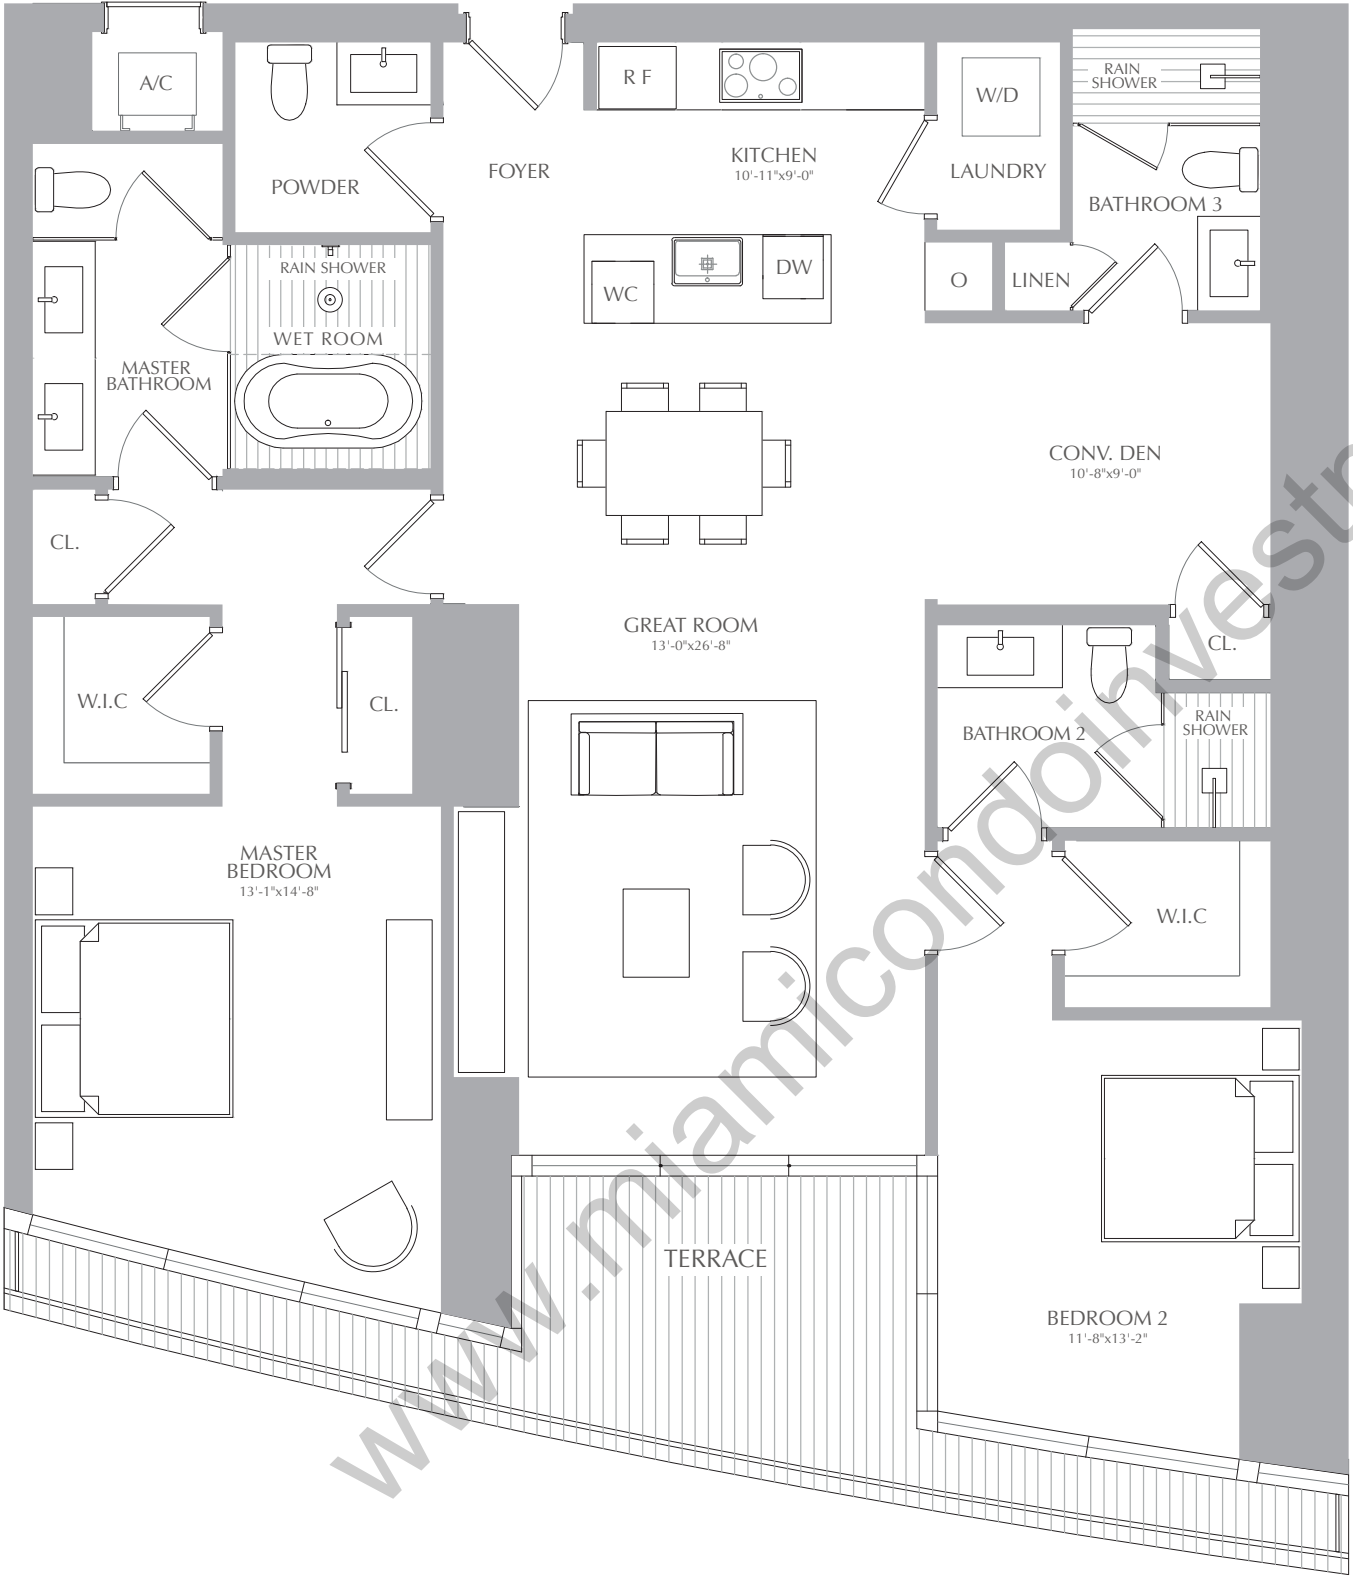 A/C
R F
W/D
RAIN
SHOWER
KITCHEN
10'-11"x9'-0"
FOYER
LAUNDRY
POWDER
BATHROOM 3
RAIN SHOWER
DW
WC
O
LINEN
WET ROOM
MASTER
BATHROOM
CONV. DEN
10'-8"x9'-0"
CL.
GREAT ROOM
13'-0"x26'-8"
CL.
W.I.C
CL.
BATHROOM 2
RAIN
SHOWER
MASTER
BEDROOM
13'-1"x14'-8"
W.I.C
TERRACE
BEDROOM 2
11'-8"x13'-2"